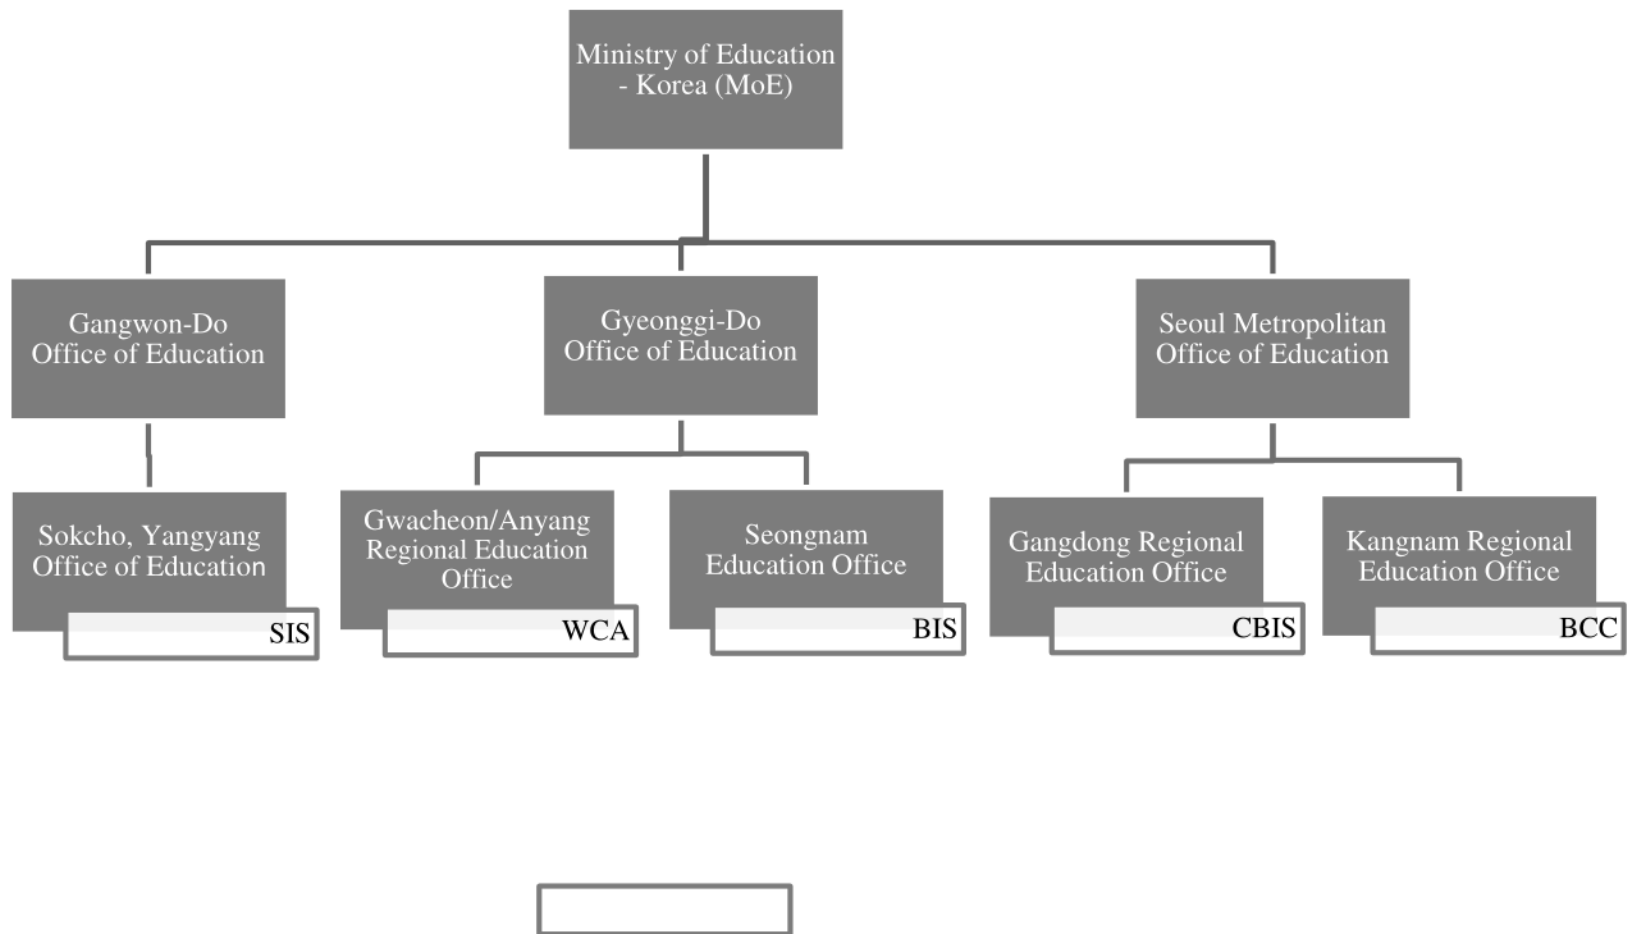 Ministry of Education
- Korea (MoE)
Gangwon-Do
Office of Education
Gyeonggi-Do
Office of Education
Seoul Metropolitan
Office of Education
Sokcho, Yangyang
Office of Education
SIS
Gwacheon/Anyang
Regional Education
Office
WCA
Seongnam
Education Office
BIS
Gangdong Regional
Education Office
CBIS
Kangnam Regional
Education Office
BCC